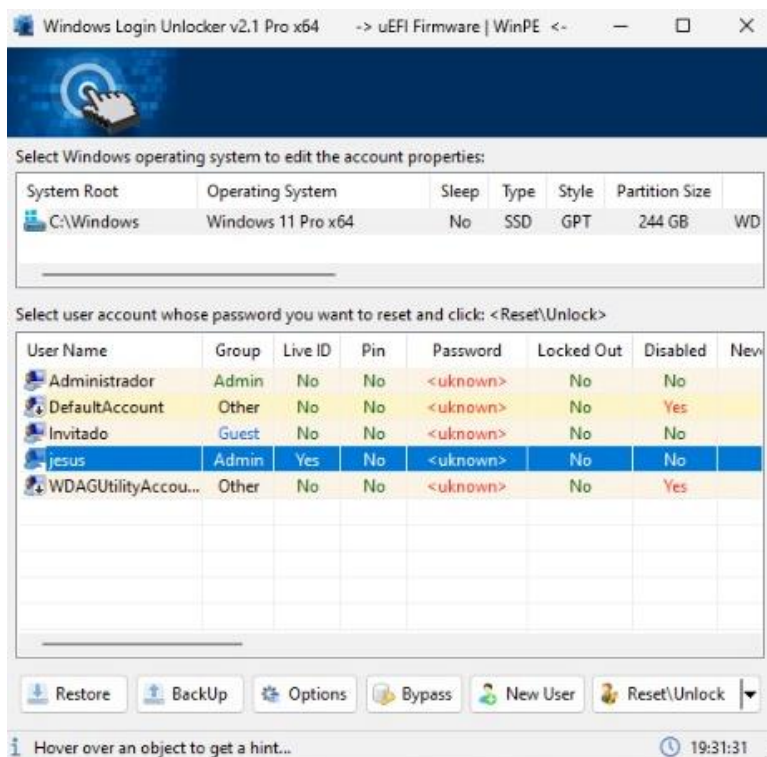 Windows Login Unlocker v2.1 Pro x64 -> uEFI Firmware | WinPE <-
Select Windows operating system to edit the account properties:
System Root Operating System Sleep Type Style Partition Size
C:\Windows Windows 11 Pro x64 No SSD GPT 244 GB WD
Select user account whose password you want to reset and click: <Reset\Unlock>
User Name Group Live ID Pin Password Locked Out Disabled Nev
Administrador Admin No No <uknown> No No
DefaultAccount Other No No <uknown> No Yes
Invitado Guest No No <uknown> No No
jesus Admin Yes No <uknown> No No
WDAGUtilityAccou... Other No No <uknown> No Yes
Restore BackUp Options Bypass New User Reset\Unlock
Hover over an object to get a hint... 19:31:31